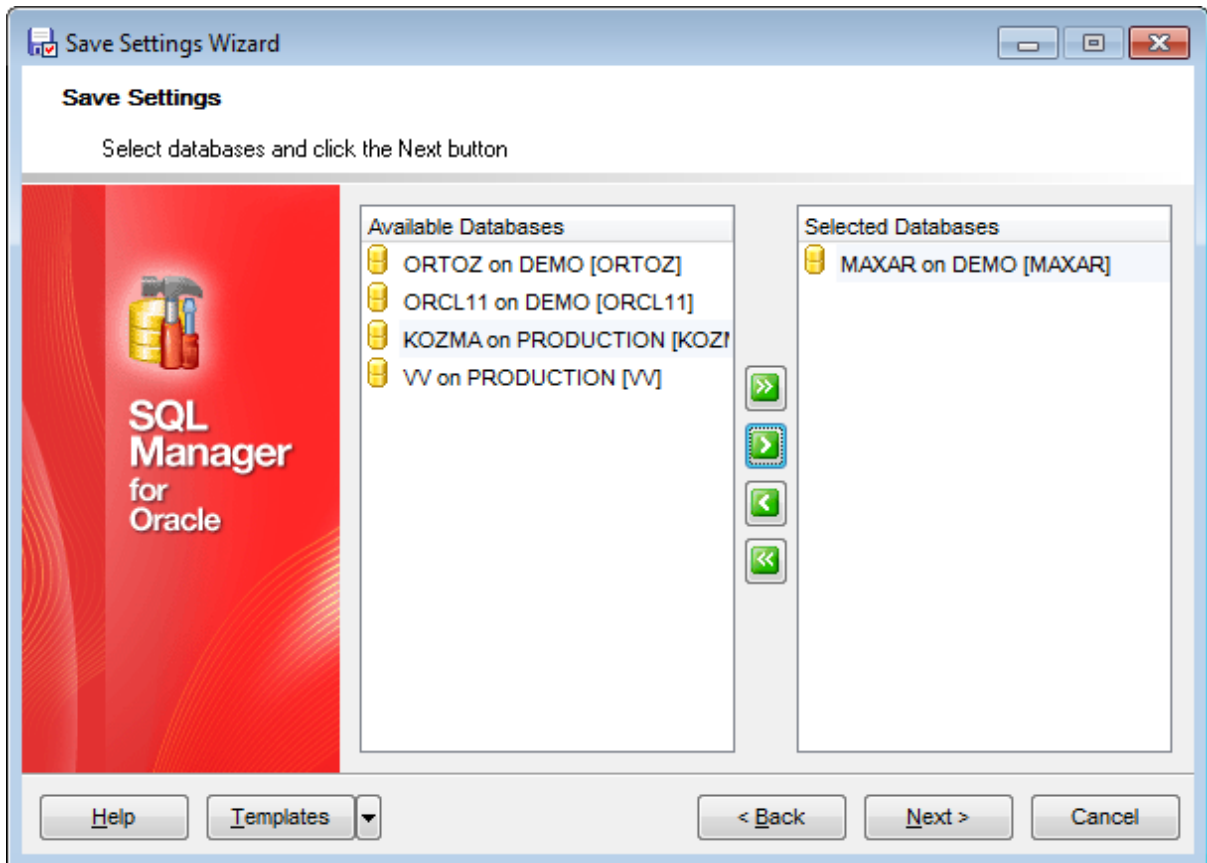 Save Settings Wizard
Save Settings
Select databases and click the Next button
SQL
Manager
for
Oracle
Available Databases
ORTOZ on DEMO [ORTOZ]
ORCL11 on DEMO [ORCL11]
KOZMA on PRODUCTION [KOZM
VV on PRODUCTION [VV]
Selected Databases
MAXAR on DEMO [MAXAR]
Help
Templates
< Back
Next >
Cancel